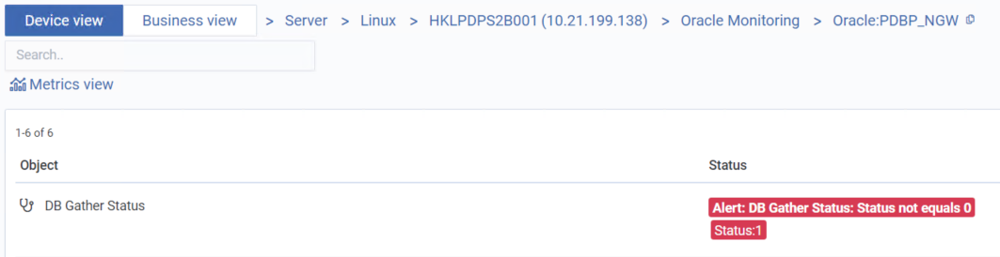 Device view Business view > Server > Linux > HKLPDPS2B001 (10.21.199.138) > Oracle Monitoring > Oracle:PDBP_NGW
Search..
Metrics view
1-6 of 6
Object Status
DB Gather Status Alert: DB Gather Status: Status not equals 0
Status:1